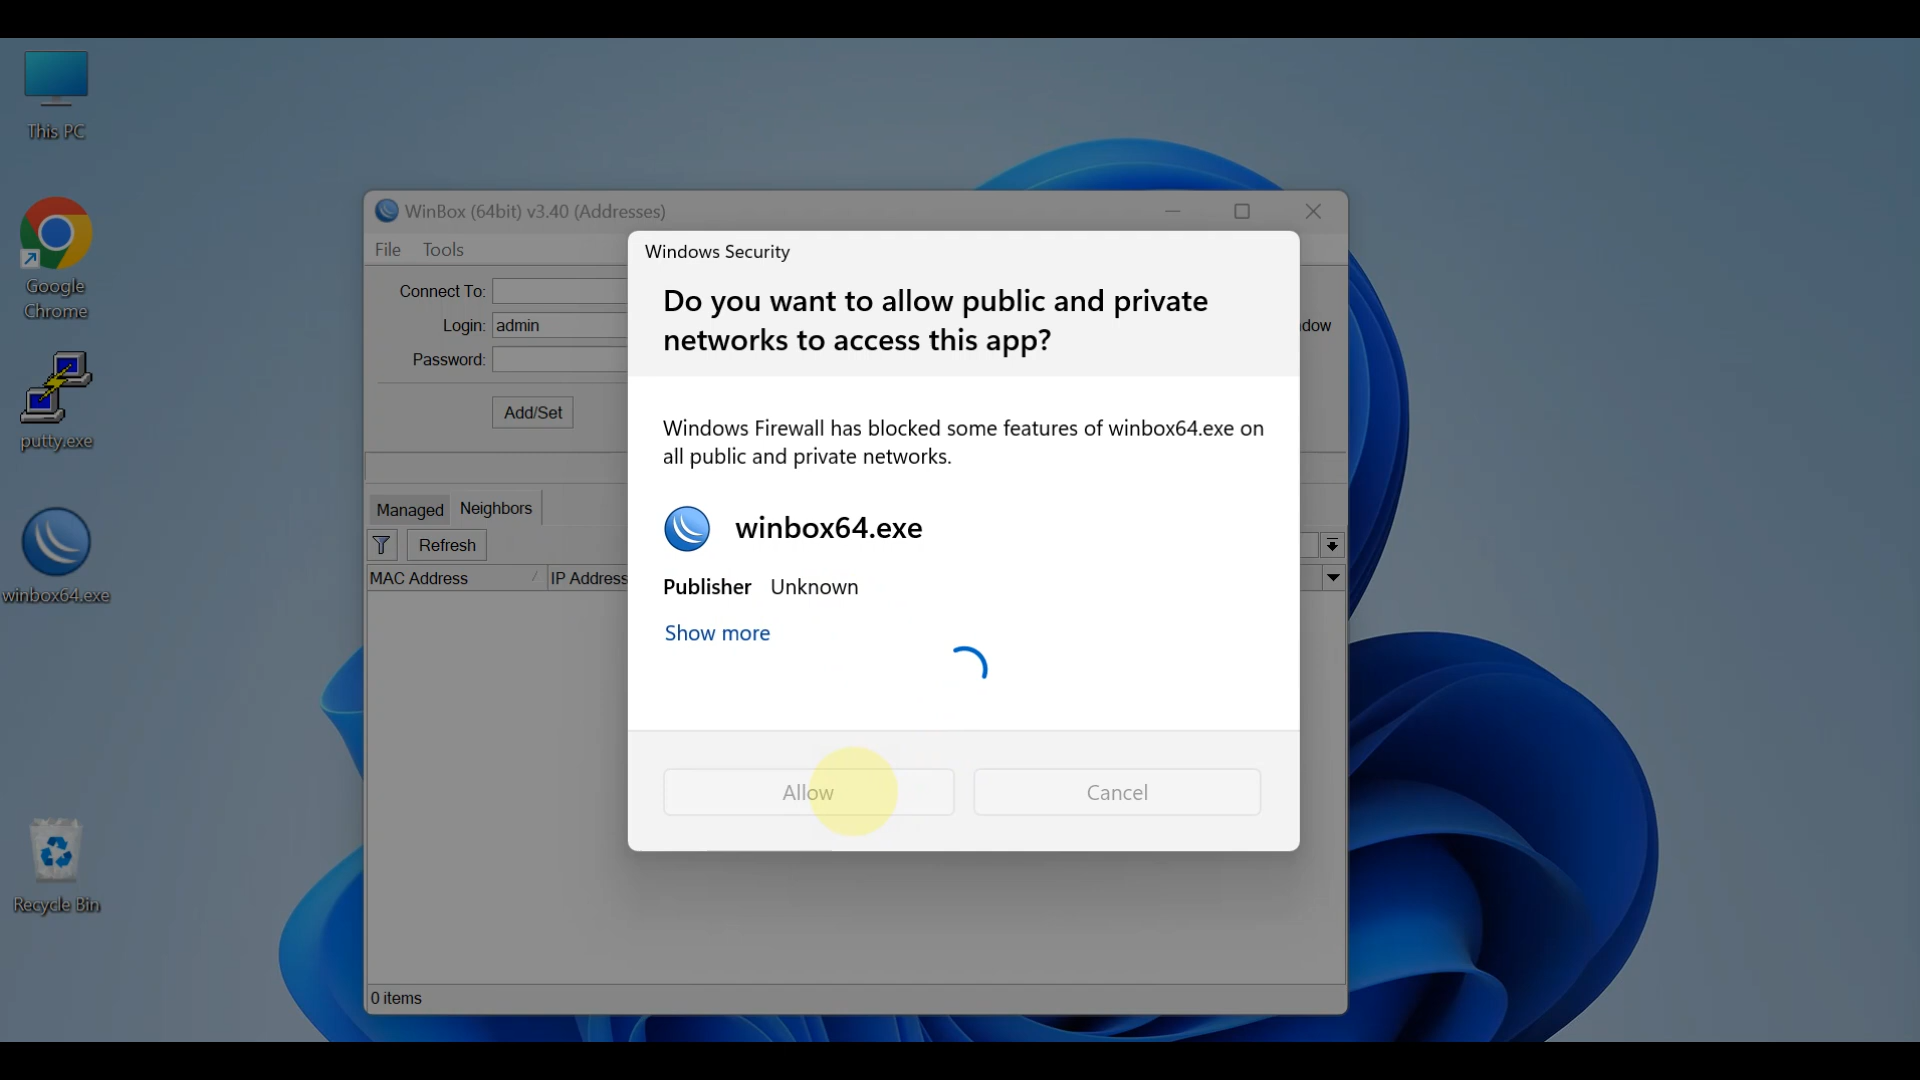 This PC
Google
Chrome
putty.exe
winbox64.exe
Recycle Bin
WinBox (64bit) v3.40 (Addresses)
File Tools
Connect To:
Login: admin
dow
Password:
Add/Set
Managed Neighbors
Refresh
MAC Address IP Address
0 items
Windows Security
Do you want to allow public and private
networks to access this app?
Windows Firewall has blocked some features of winbox64.exe on
all public and private networks.
winbox64.exe
Publisher Unknown
Show more
Allow Cancel